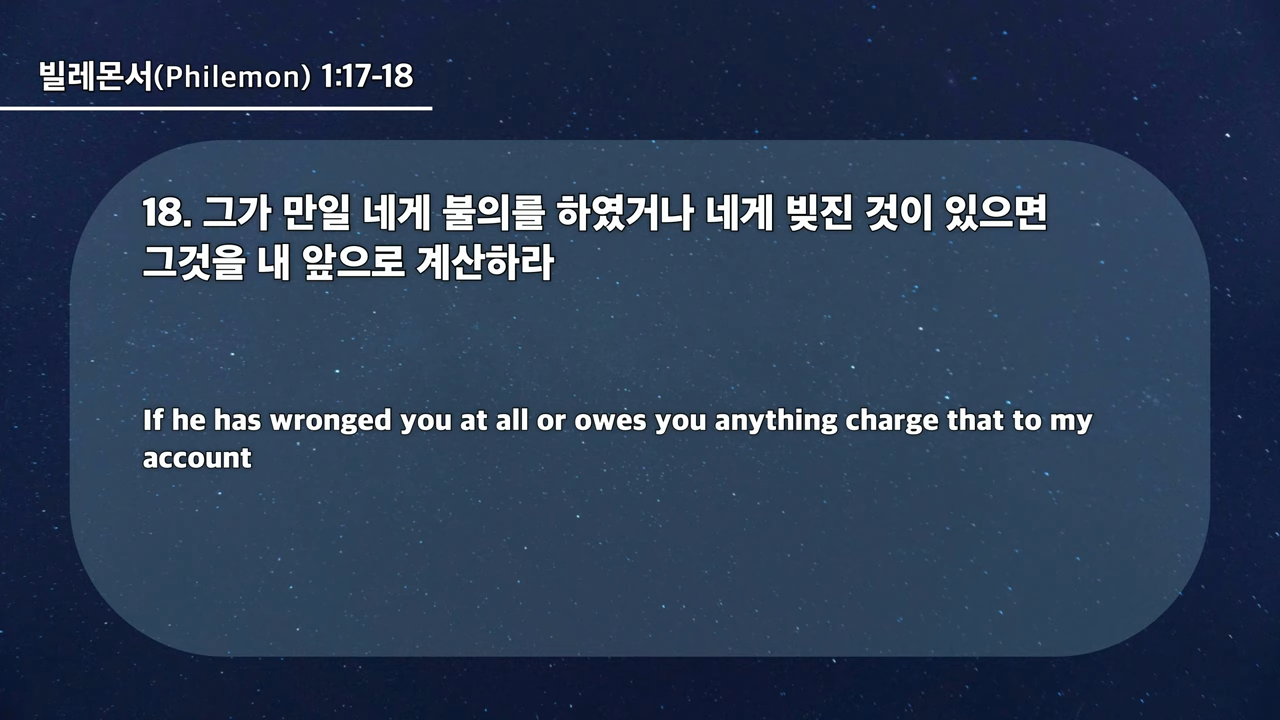 빌레몬서(Philemon) 1:17-18
18. 그가 만일 네게 불의를 하였거나 네게 빚진 것이 있으면
그것을 내 앞으로 계산하라
If he has wronged you at all or owes you anything charge that to my
account